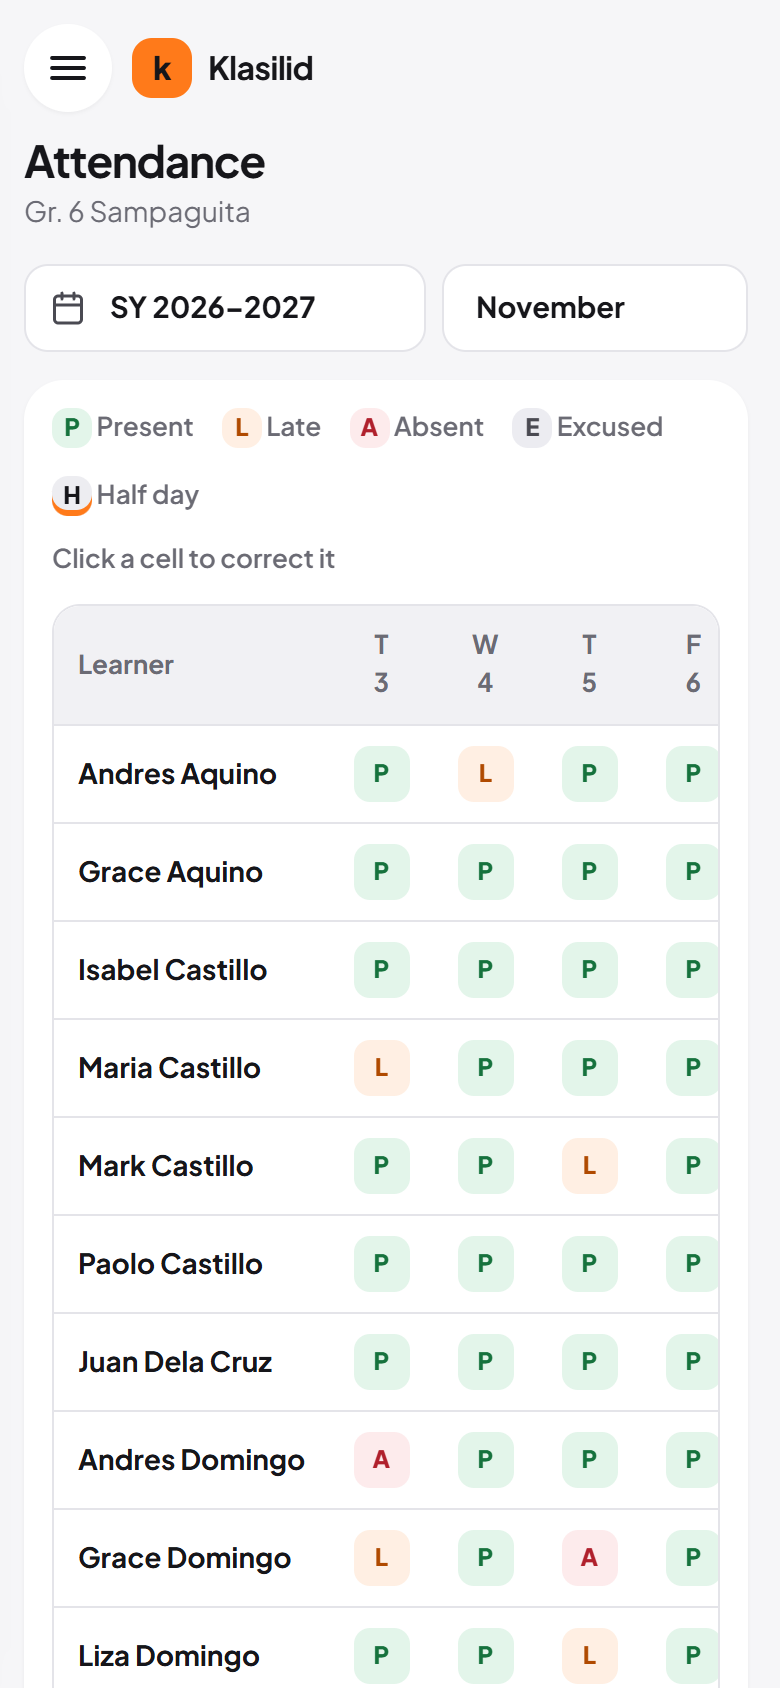 k Klasilid
Attendance
Gr. 6 Sampaguita
SY 2026–2027 November
P Present L Late A Absent E Excused
H Half day
Click a cell to correct it
Learner T 3 W 4 T 5 F 6
Andres Aquino P L P P
Grace Aquino P P P P
Isabel Castillo P P P P
Maria Castillo L P P P
Mark Castillo P P L P
Paolo Castillo P P P P
Juan Dela Cruz P P P P
Andres Domingo A P P P
Grace Domingo L P A P
Liza Domingo P P L P